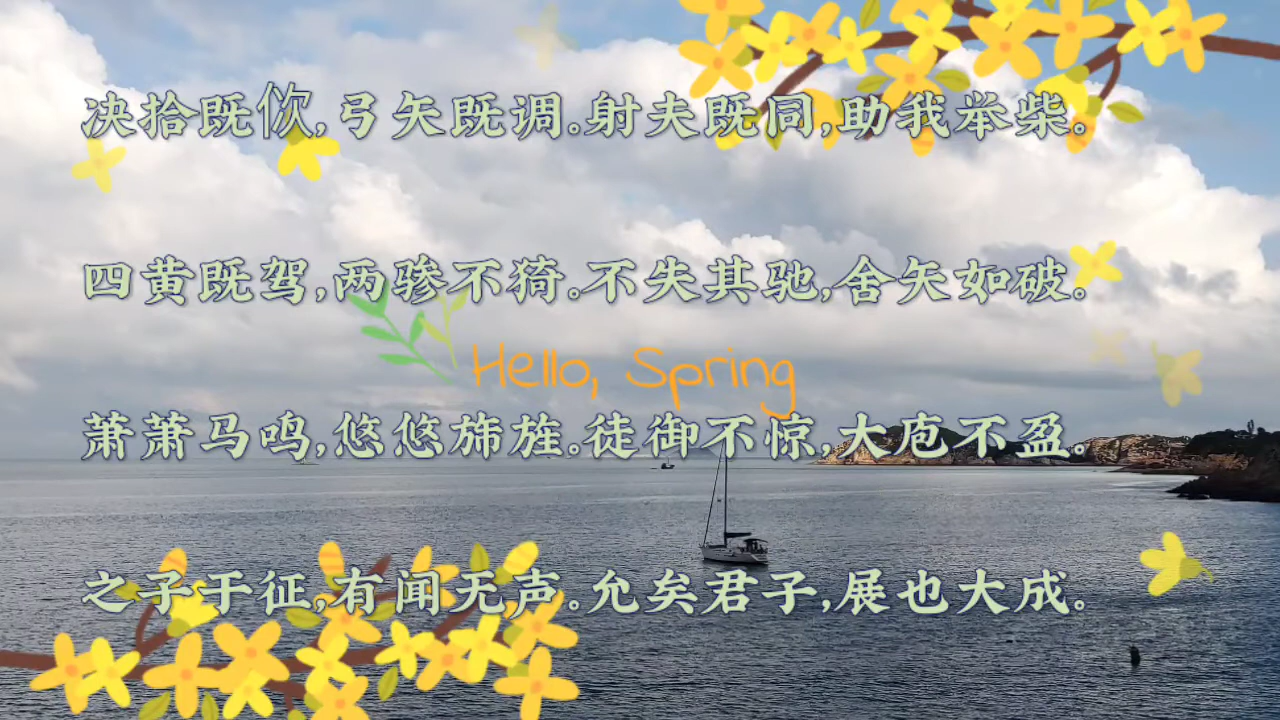 决拾既佽,弓矢既调。射夫既同,助我举柴。
四黄既驾,两骖不猗。不失其驰,舍矢如破。
Hello, Spring
萧萧马鸣,悠悠旆旌。徒御不惊,大庖不盈。
之子于征,有闻无声。允矣君子,展也大成。